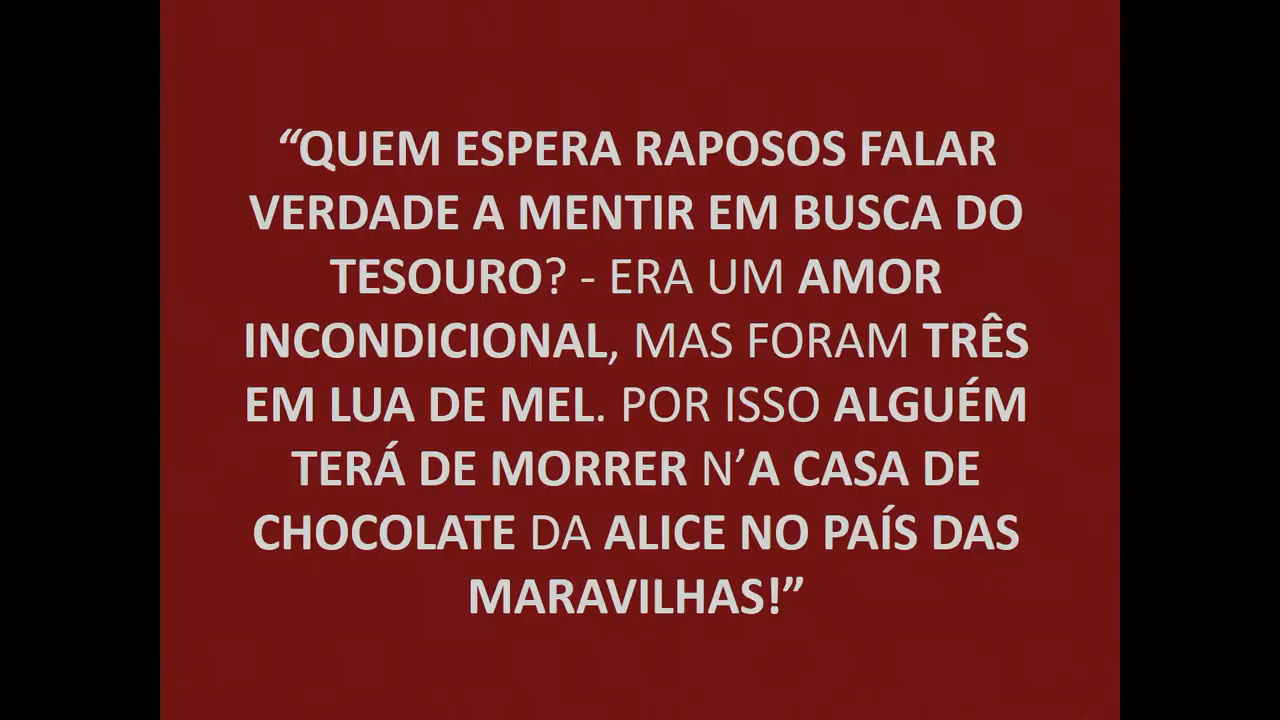 “QUEM ESPERA RAPOSOS FALAR
VERDADE A MENTIR EM BUSCA DO
TESOURO? - ERA UM AMOR
INCONDICIONAL, MAS FORAM TRÊS
EM LUA DE MEL. POR ISSO ALGUÉM
TERÁ DE MORRER N’A CASA DE
CHOCOLATE DA ALICE NO PAÍS DAS
MARAVILHAS!”